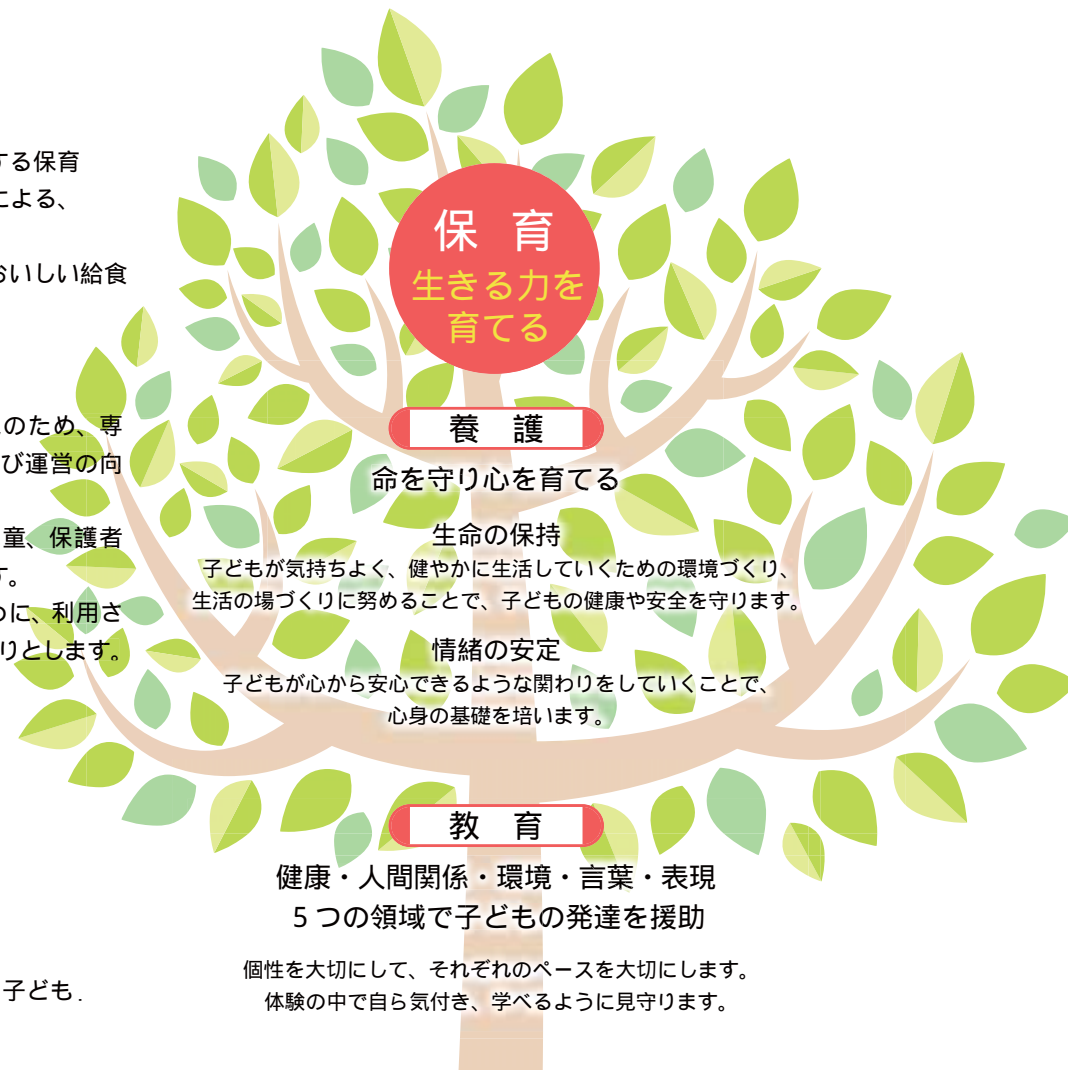 する保育
による、
おいしい給食
のため、専
び運営の向
童、保護者
す。
めに、利用さ
りとします。
子ども.
保 育
生きる力を
育てる
養 護
命を守り心を育てる
生命の保持
子どもが気持ちよく、健やかに生活していくための環境づくり、
生活の場づくりに努めることで、子どもの健康や安全を守ります。
情緒の安定
子どもが心から安心できるような関わりをしていくことで、
心身の基礎を培います。
教 育
健康・人間関係・環境・言葉・表現
5つの領域で子どもの発達を援助
個性を大切にして、それぞれのペースを大切にします。
体験の中で自ら気付き、学べるように見守ります。